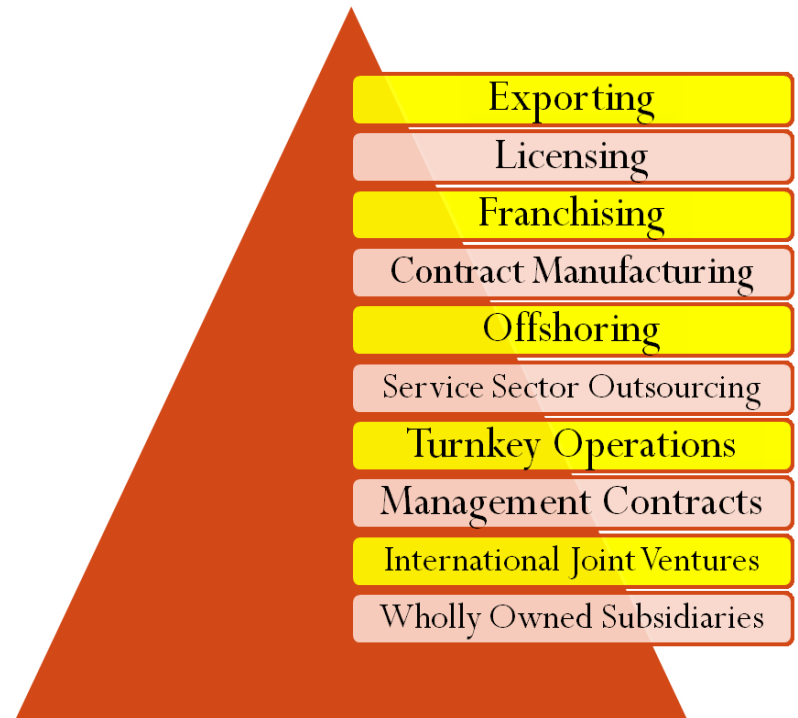 Exporting
Licensing
Franchising
Contract Manufacturing
Offshoring
Service Sector Outsourcing
Turnkey Operations
Management Contracts
International Joint Ventures
Wholly Owned Subsidiaries